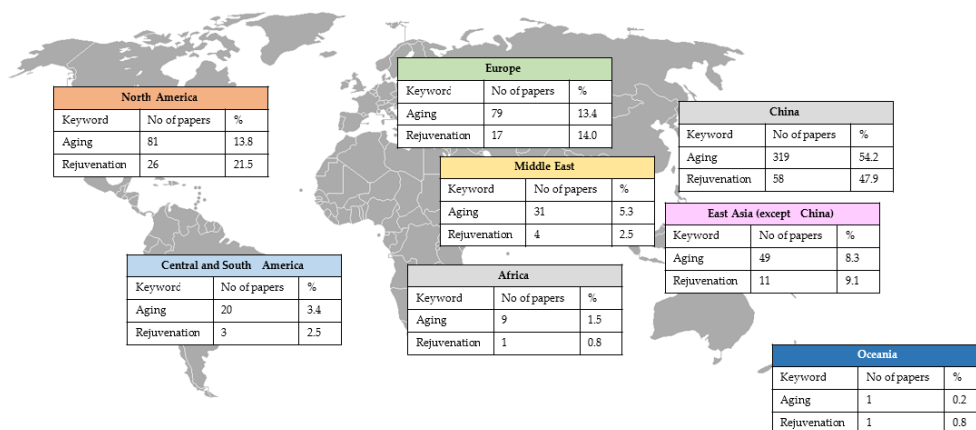 North America
Keyword No of papers %
Aging 81 13.8
Rejuvenation 26 21.5
Europe
Keyword No of papers %
Aging 79 13.4
Rejuvenation 17 14.0
China
Keyword No of papers %
Aging 319 54.2
Rejuvenation 58 47.9
Middle East
Keyword No of papers %
Aging 31 5.3
Rejuvenation 4 2.5
East Asia (except China)
Keyword No of papers %
Aging 49 8.3
Rejuvenation 11 9.1
Central and South America
Keyword No of papers %
Aging 20 3.4
Rejuvenation 3 2.5
Africa
Keyword No of papers %
Aging 9 1.5
Rejuvenation 1 0.8
Oceania
Keyword No of papers %
Aging 1 0.2
Rejuvenation 1 0.8